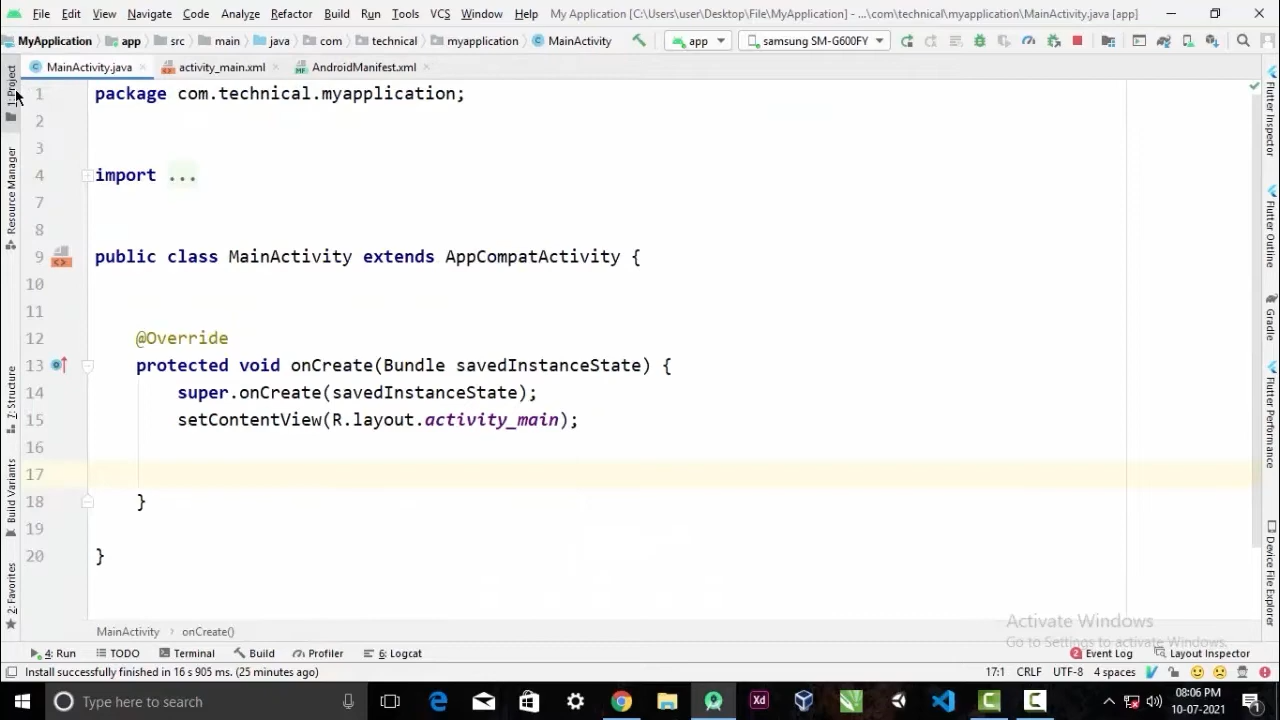 File Edit View Navigate Code Analyze Refactor Build Run Tools VCS Window Help My Application [C:\Users\user\Desktop\File\MyApplication] - ...\com\technical\myapplication\MainActivity.java [app]
MyApplication app src main java com technical myapplication MainActivity app samsung SM-G600FY
MainActivity.java activity_main.xml AndroidManifest.xml
1: Project
Resource Manager
7: Structure
Build Variants
2: Favorites
1 package com.technical.myapplication;
2
3
4 import ...
7
8
9 public class MainActivity extends AppCompatActivity {
10
11
12 @Override
13 protected void onCreate(Bundle savedInstanceState) {
14 super.onCreate(savedInstanceState);
15 setContentView(R.layout.activity_main);
16
17
18 }
19
20 }
Flutter Inspector
Flutter Outline
Gradle
Flutter Performance
Device File Explorer
Activate Windows
Go to Settings to activate Windows.
MainActivity › onCreate()
4: Run TODO Terminal Build Profiler 6: Logcat 2 Event Log Layout Inspector
Install successfully finished in 16 s 905 ms. (25 minutes ago) 17:1 CRLF UTF-8 4 spaces
Type here to search
Xd
08:06 PM
10-07-2021
1